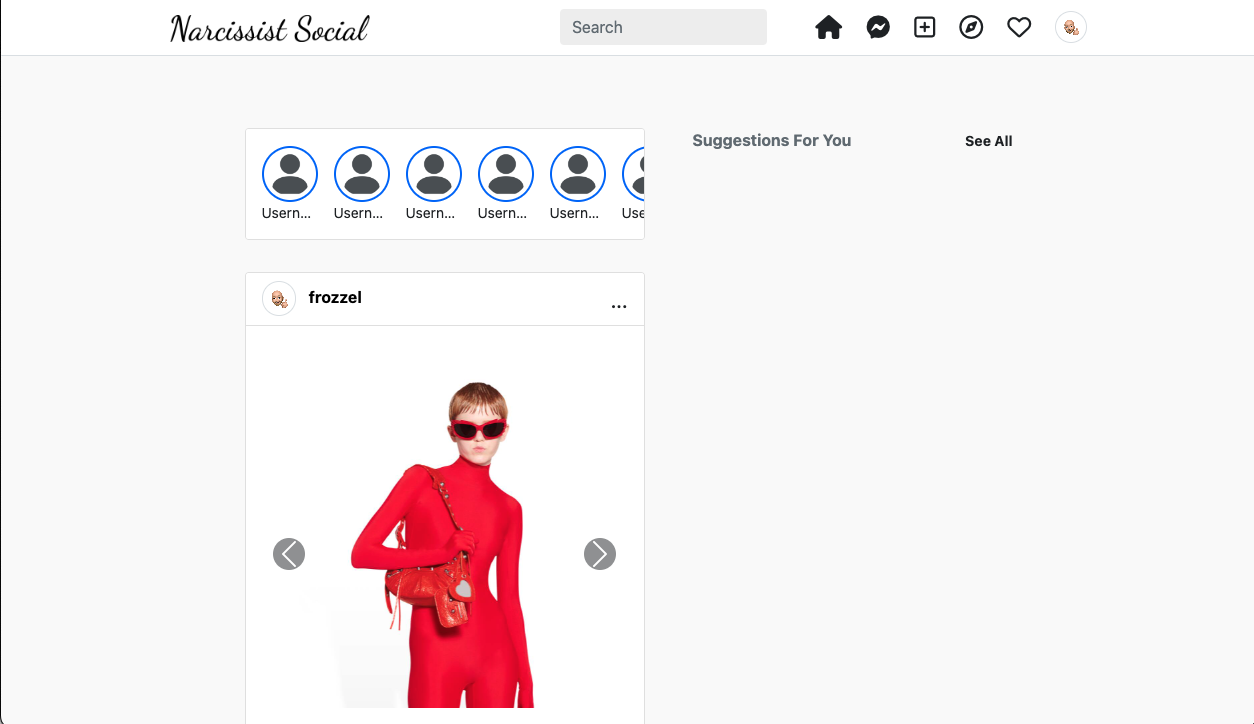 Narcissist Social
Search
Suggestions For You
See All
Usern...
Usern...
Usern...
Usern...
Usern...
Use
frozzel
...